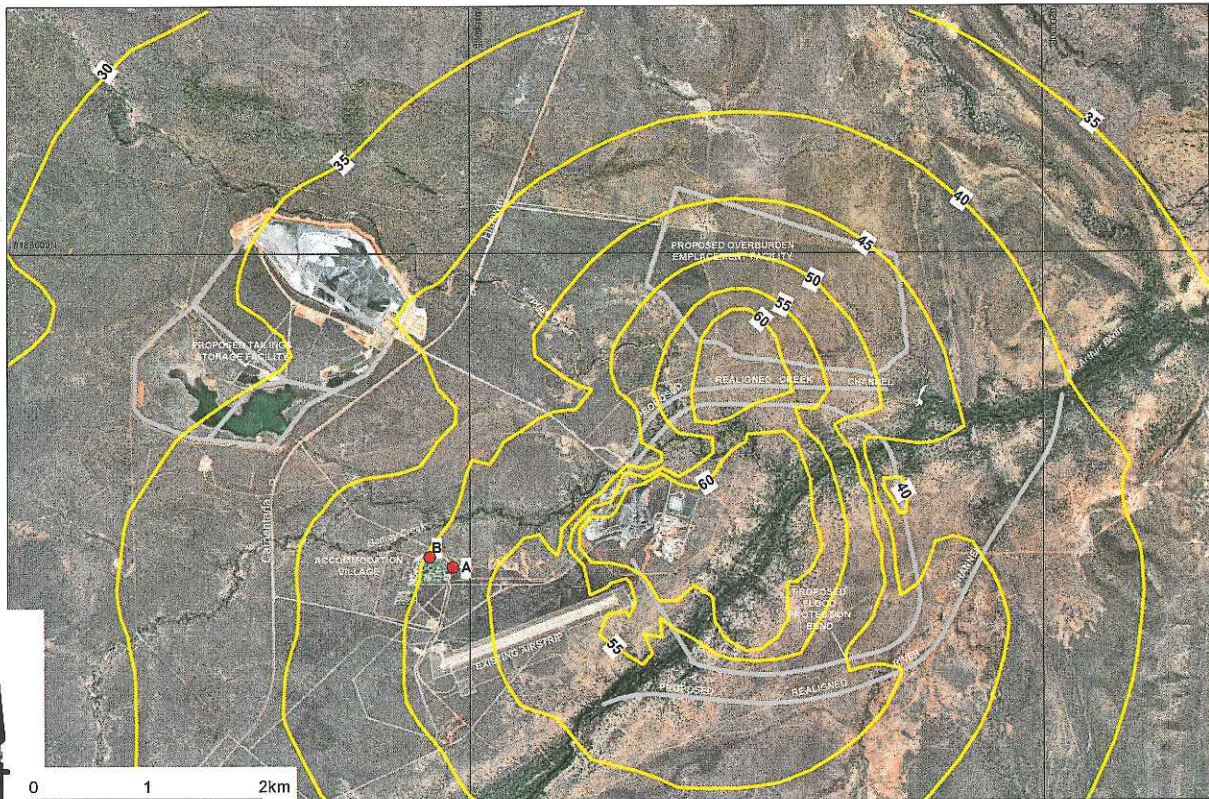 30
35
35
40
45
50
55
60
PROPOSED OVERBURDEN
EMPLACEMENT FACILITY
PROPOSED TAILINGS
STORAGE FACILITY
REALIGNED CREEK CHANNEL
60
40
B
A
ACCOMMODATION
VILLAGE
EXISTING AIRSTRIP
55
PROPOSED
FLOOD
PROTECTION
BUND
CHANNEL
PROPOSED REALIGNED
0 1 2km